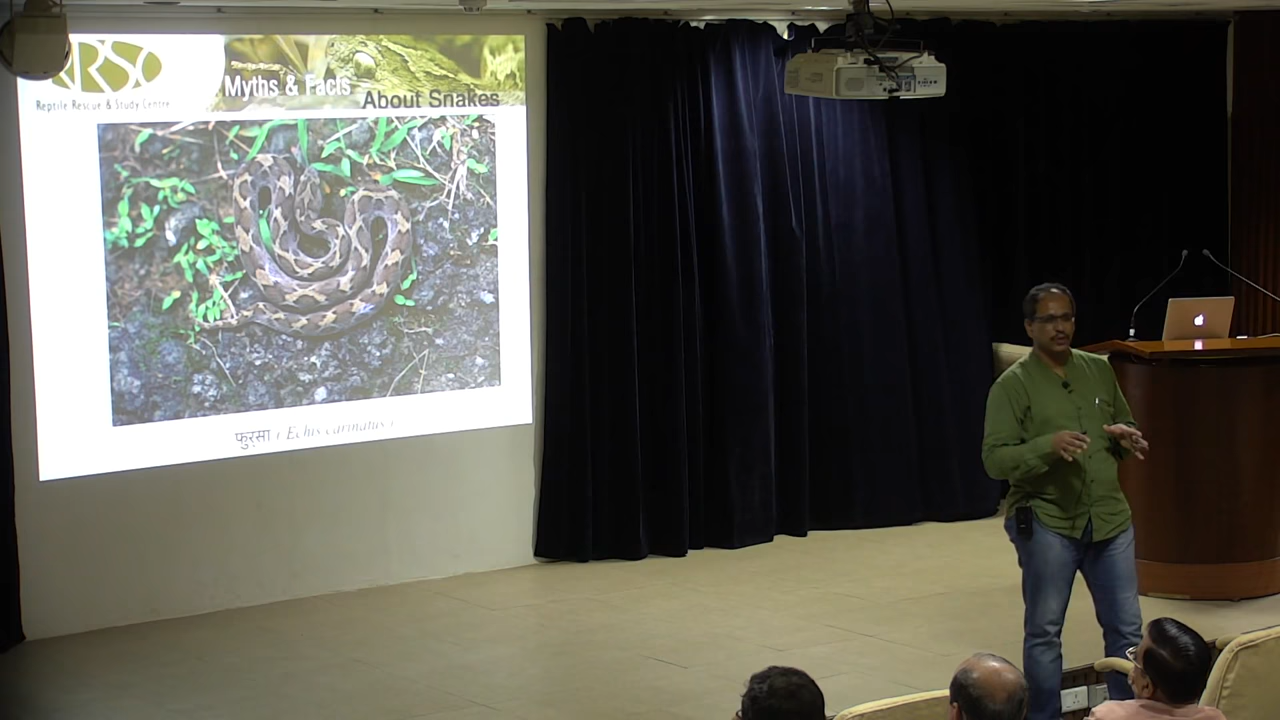 RRSC
Reptile Rescue & Study Centre
Myths & Facts
About Snakes
फुरसा ( Echis carinatus )